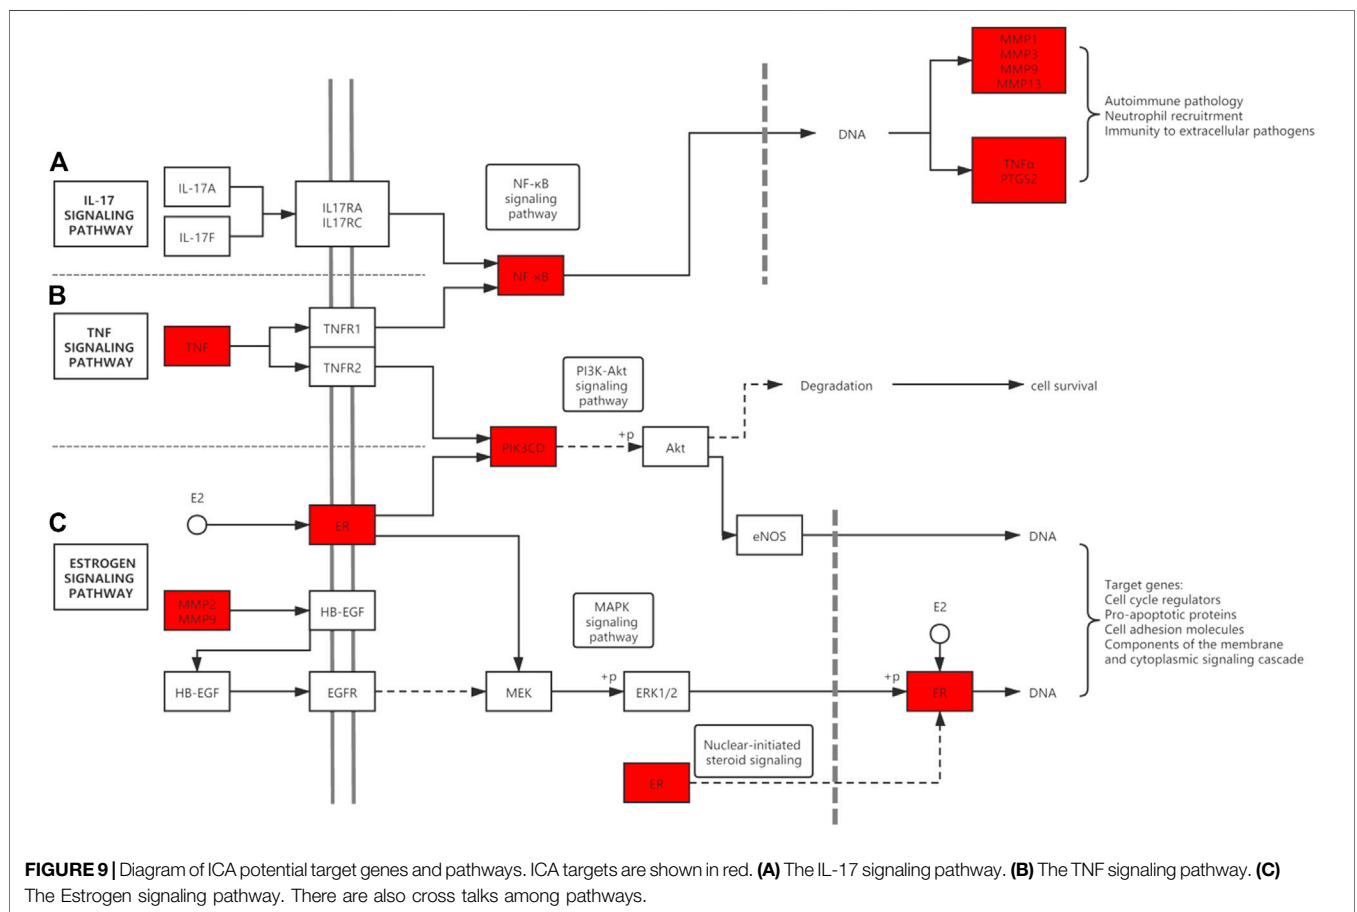 A
IL-17
SIGNALING
PATHWAY
IL-17A
IL-17F
IL17RA
IL17RC
NF-κB
signaling
pathway
NF-κB
DNA
MMP1
MMP3
MMP9
MMP13
TNFα
PTGS2
Autoimmune pathology
Neutrophil recruitment
Immunity to extracellular pathogens
B
TNF
SIGNALING
PATHWAY
TNF
TNFR1
TNFR2
PI3K-Akt
signaling
pathway
PIK3CD
+p
Akt
Degradation
cell survival
C
ESTROGEN
SIGNALING
PATHWAY
E2
ER
eNOS
DNA
MMP2
MMP9
HB-EGF
HB-EGF
EGFR
MAPK
signaling
pathway
MEK
+p
ERK1/2
+p
E2
ER
DNA
Nuclear-initiated
steroid signaling
ER
Target genes:
Cell cycle regulators
Pro-apoptotic proteins
Cell adhesion molecules
Components of the membrane
and cytoplasmic signaling cascade
FIGURE 9 | Diagram of ICA potential target genes and pathways. ICA targets are shown in red. (A) The IL-17 signaling pathway. (B) The TNF signaling pathway. (C)
The Estrogen signaling pathway. There are also cross talks among pathways.